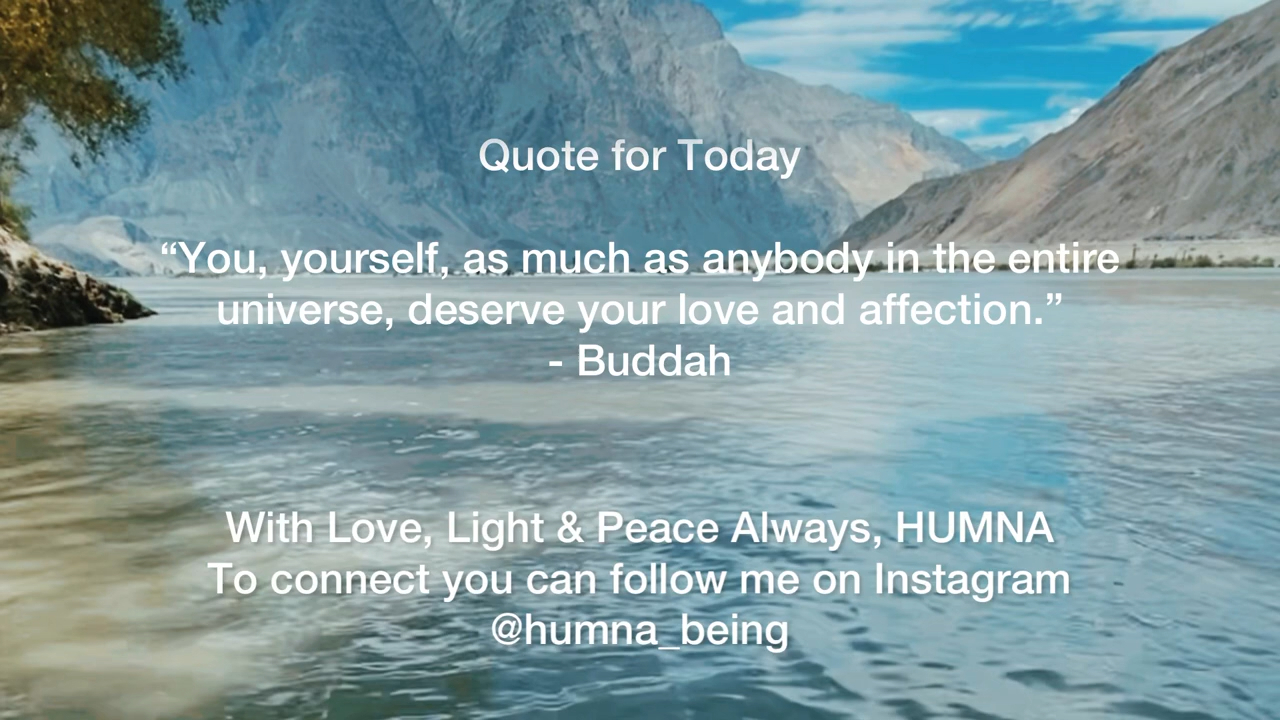 Quote for Today
“You, yourself, as much as anybody in the entire
universe, deserve your love and affection.”
- Buddah
With Love, Light & Peace Always, HUMNA
To connect you can follow me on Instagram
@humna_being